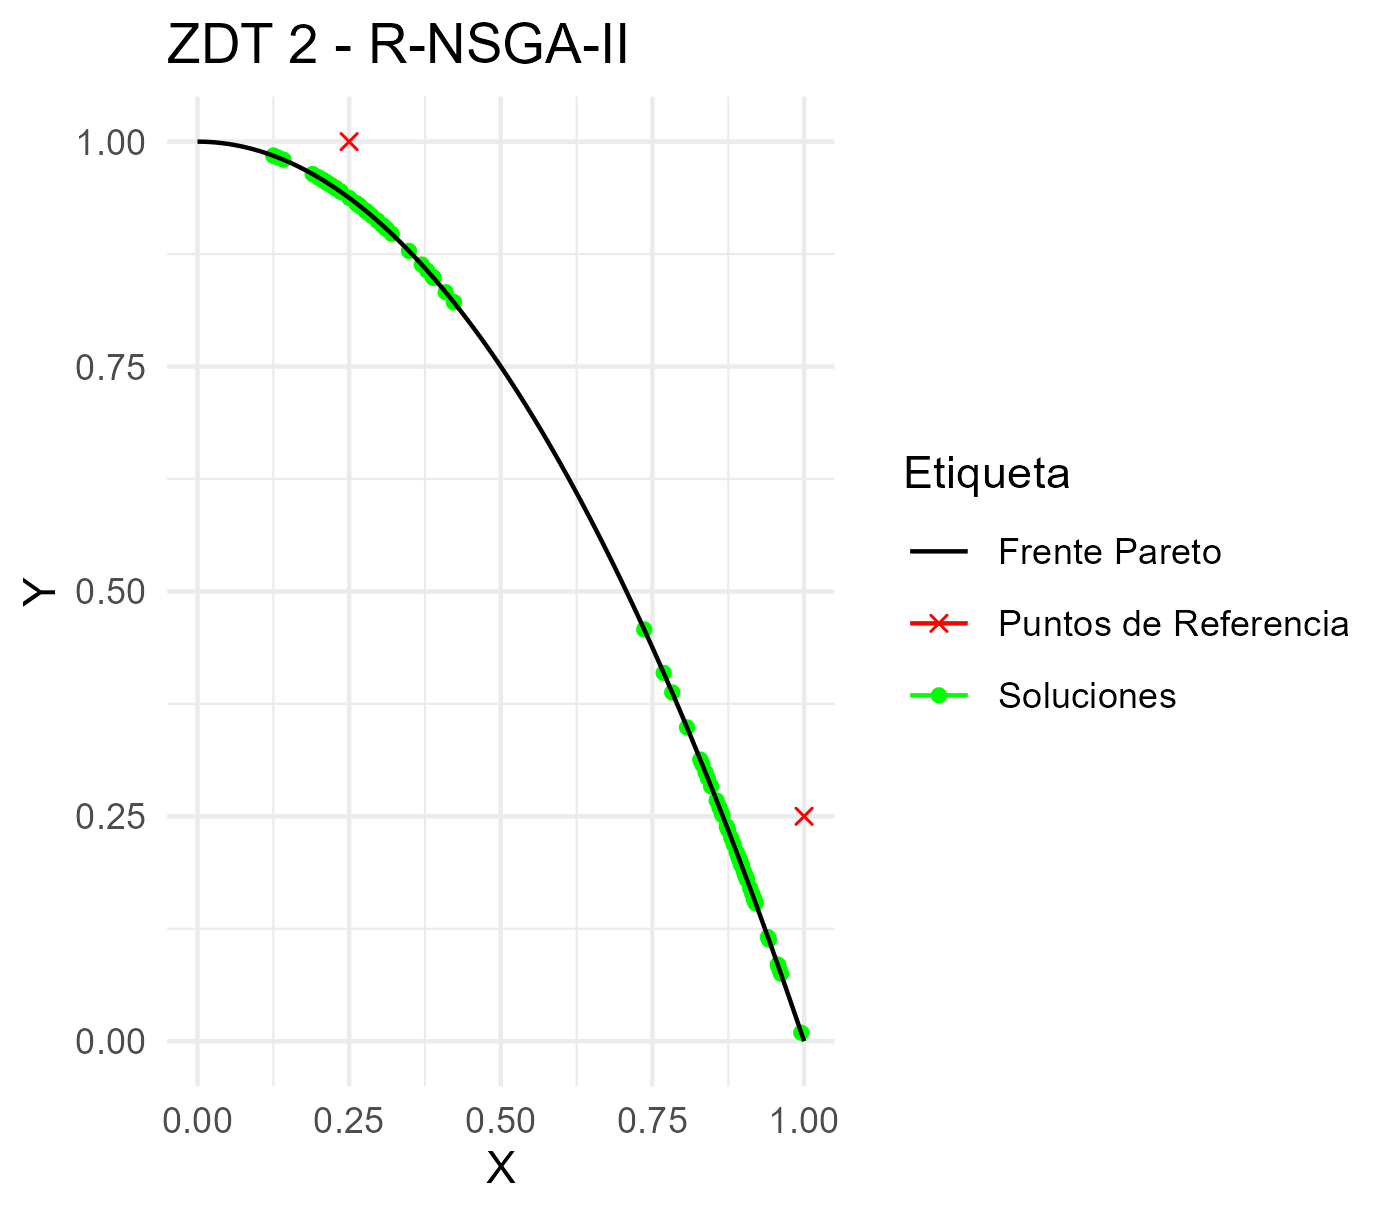 ZDT 2 - R-NSGA-II
1.00
0.75
0.50
0.25
0.00
Y
0.00 0.25 0.50 0.75 1.00
X
Etiqueta
Frente Pareto
Puntos de Referencia
Soluciones